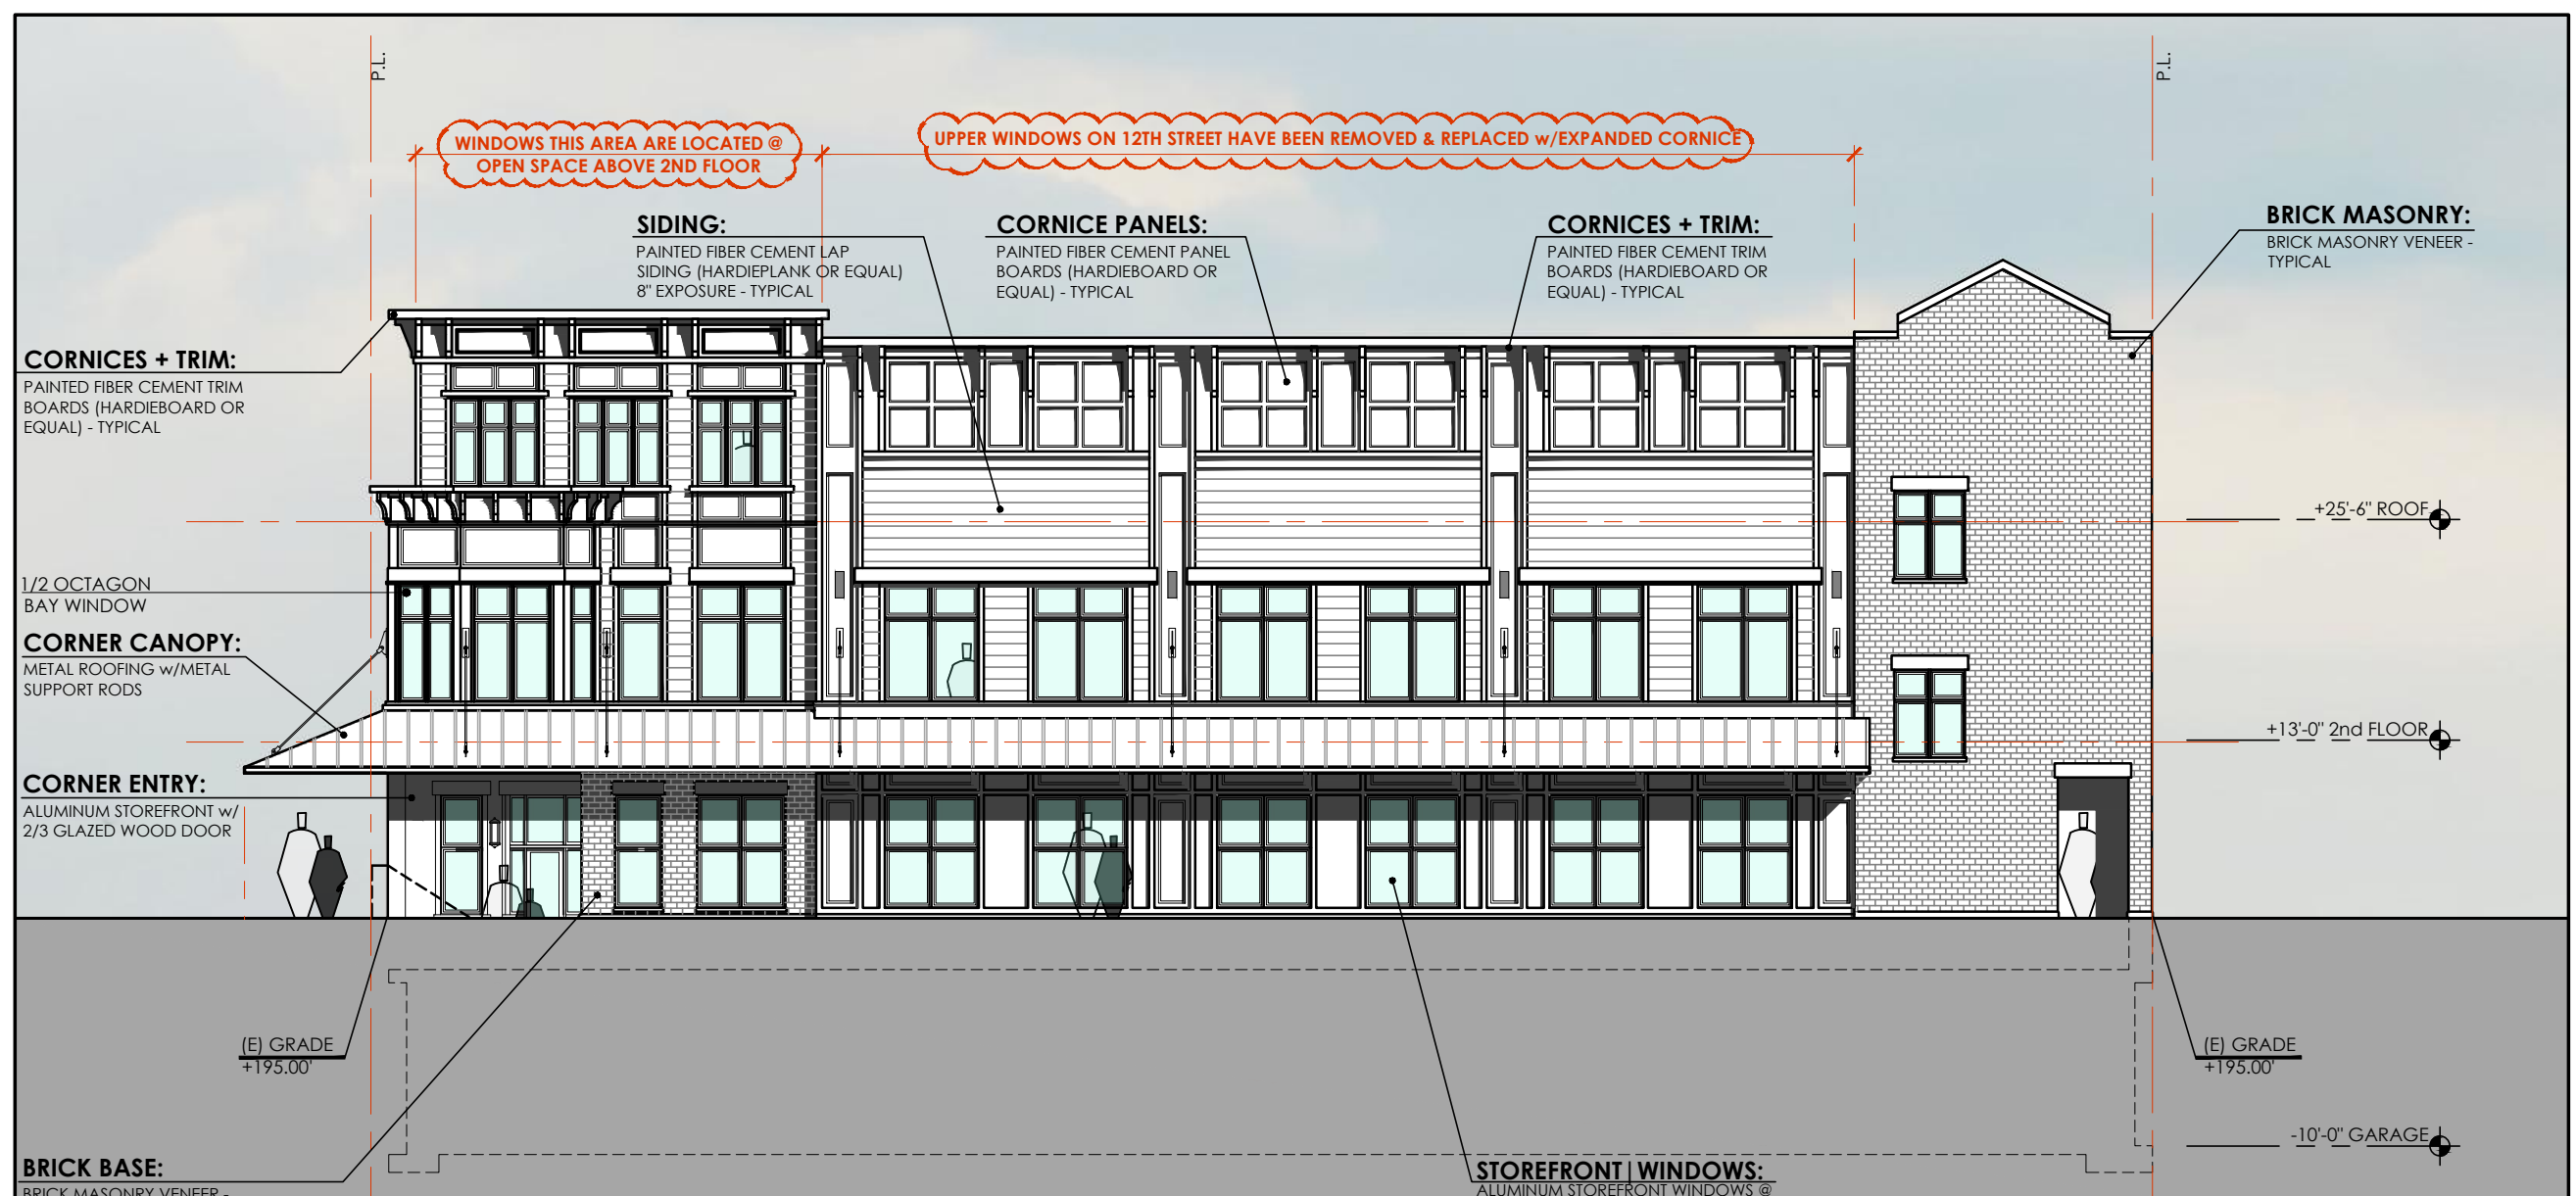 P.L.
P.L.
WINDOWS THIS AREA ARE LOCATED @
OPEN SPACE ABOVE 2ND FLOOR
UPPER WINDOWS ON 12TH STREET HAVE BEEN REMOVED & REPLACED w/EXPANDED CORNICE
SIDING:
PAINTED FIBER CEMENT LAP
SIDING (HARDIEPLANK OR EQUAL)
8" EXPOSURE - TYPICAL
CORNICE PANELS:
PAINTED FIBER CEMENT PANEL
BOARDS (HARDIEBOARD OR
EQUAL) - TYPICAL
CORNICES + TRIM:
PAINTED FIBER CEMENT TRIM
BOARDS (HARDIEBOARD OR
EQUAL) - TYPICAL
BRICK MASONRY:
BRICK MASONRY VENEER -
TYPICAL
CORNICES + TRIM:
PAINTED FIBER CEMENT TRIM
BOARDS (HARDIEBOARD OR
EQUAL) - TYPICAL
+25'-6" ROOF
1/2 OCTAGON
BAY WINDOW
CORNER CANOPY:
METAL ROOFING w/METAL
SUPPORT RODS
+13'-0" 2nd FLOOR
CORNER ENTRY:
ALUMINUM STOREFRONT w/
2/3 GLAZED WOOD DOOR
(E) GRADE
+195.00'
(E) GRADE
+195.00'
-10'-0" GARAGE
BRICK BASE:
BRICK MASONRY VENEER -
STOREFRONT|WINDOWS:
ALUMINUM STOREFRONT WINDOWS @